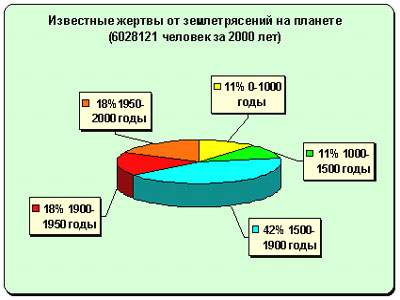 Известные жертвы от землетрясений на планете
(6028121 человек за 2000 лет)
11% 0-1000
годы
18% 1950-
2000 годы
11% 1000-
1500 годы
18% 1900-
1950 годы
42% 1500-
1900 годы